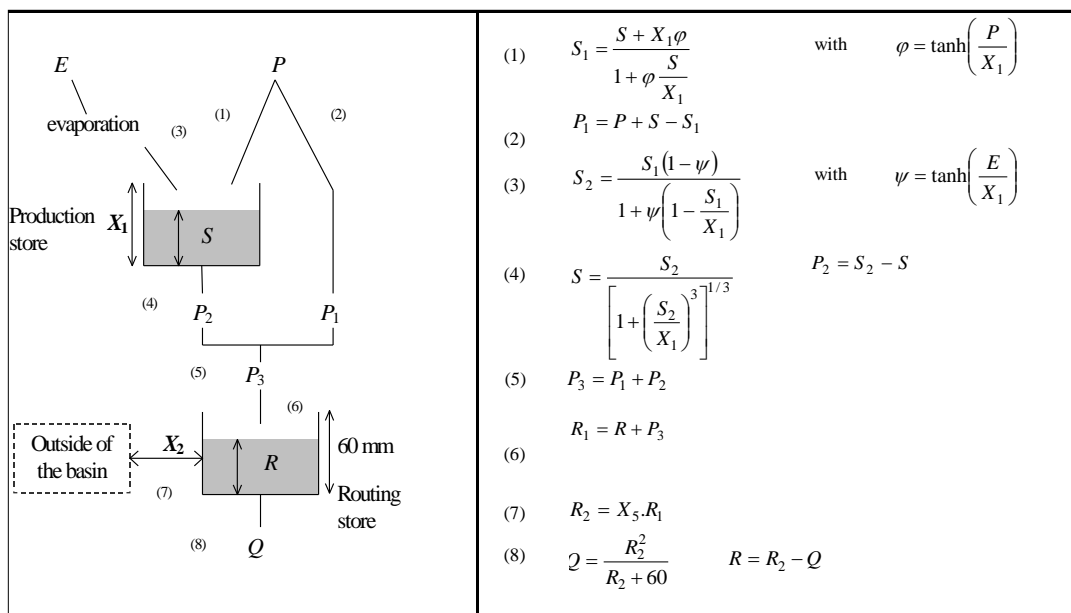 E
P
evaporation
(3)
(1)
(2)
Production
store
X₁
S
(4)
P₂
P₁
(5)
P₃
(6)
Outside of
the basin
X₂
R
60 mm
(7)
Routing
store
(8)
Q
(1) S₁ = (S + X₁φ) / (1 + φ S/X₁) with φ = tanh(P/X₁)
(2) P₁ = P + S − S₁
(3) S₂ = S₁(1 − ψ) / (1 + ψ(1 − S₁/X₁)) with ψ = tanh(E/X₁)
(4) S = S₂ / [1 + (S₂/X₁)³]^{1/3} P₂ = S₂ − S
(5) P₃ = P₁ + P₂
R₁ = R + P₃
(6)
(7) R₂ = X₅.R₁
(8) Q = R₂² / (R₂ + 60) R = R₂ − Q